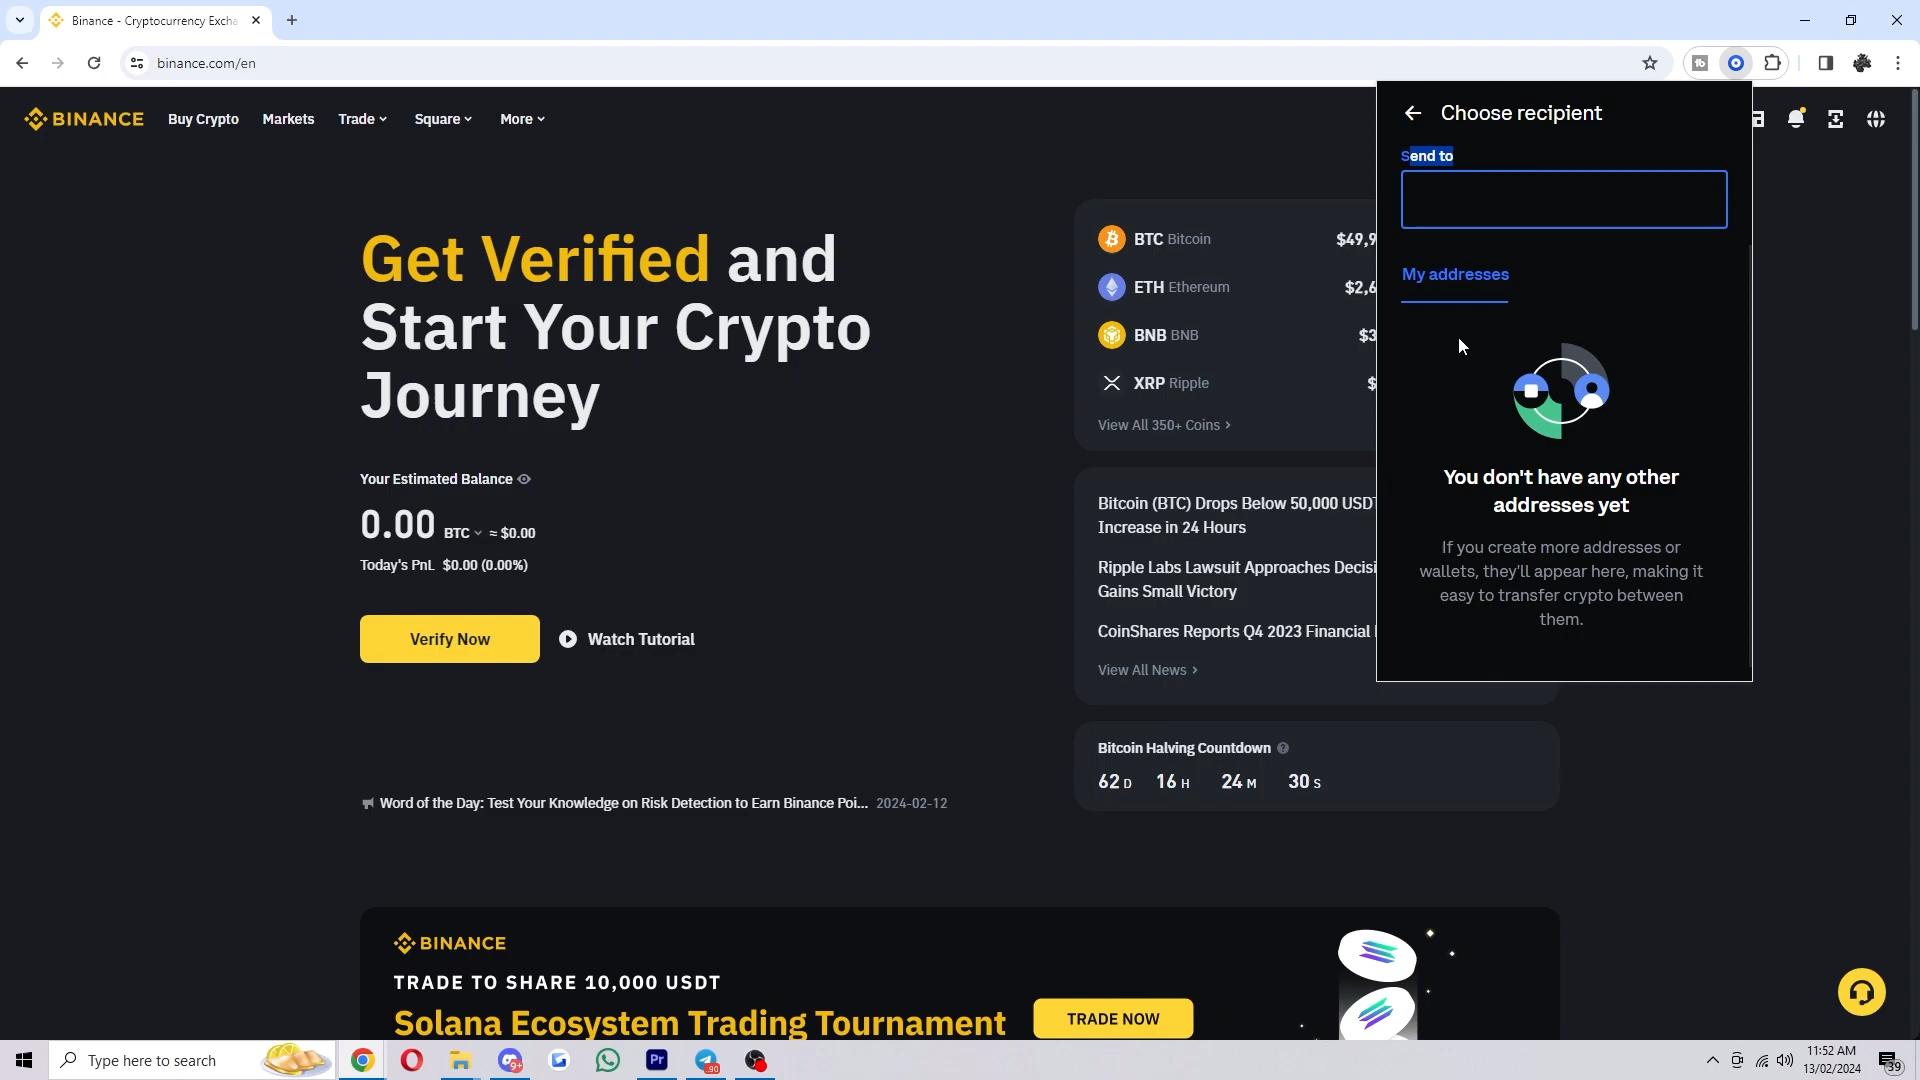 Binance - Cryptocurrency Excha
binance.com/en
BINANCE
Buy Crypto
Markets
Trade
Square
More
Choose recipient
Send to
My addresses
You don't have any other
addresses yet
If you create more addresses or
wallets, they'll appear here, making it
easy to transfer crypto between
them.
Get Verified and
Start Your Crypto
Journey
Your Estimated Balance
0.00 BTC ≈ $0.00
Today's PnL $0.00 (0.00%)
Verify Now
Watch Tutorial
BTC Bitcoin $49,9
ETH Ethereum $2,6
BNB BNB $3
XRP Ripple $
View All 350+ Coins
Bitcoin (BTC) Drops Below 50,000 USDT
Increase in 24 Hours
Ripple Labs Lawsuit Approaches Decisi
Gains Small Victory
CoinShares Reports Q4 2023 Financial
View All News
Bitcoin Halving Countdown
62 D 16 H 24 M 30 S
Word of the Day: Test Your Knowledge on Risk Detection to Earn Binance Poi... 2024-02-12
BINANCE
TRADE TO SHARE 10,000 USDT
Solana Ecosystem Trading Tournament
TRADE NOW
Type here to search
9+
Pr
90
11:52 AM
13/02/2024
39